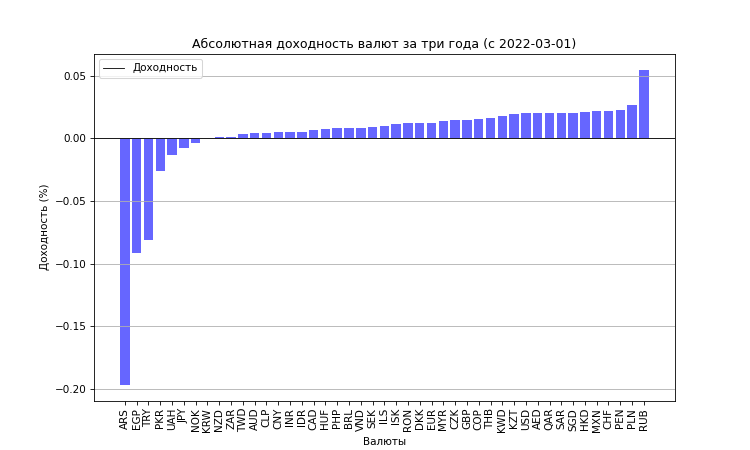 Абсолютная доходность валют за три года (с 2022-03-01)
Доходность
0.05
0.00
−0.05
−0.10
−0.15
−0.20
Доходность (%)
ARS EGP TRY PKR UAH JPY NOK KRW NZD ZAR TWD AUD CLP CNY INR IDR CAD HUF PHP BRL VND SEK ILS ISK RON DKK EUR MYR CZK GBP COP THB KWD KZT USD AED QAR SAR SGD HKD MXN CHF PEN PLN RUB
Валюты